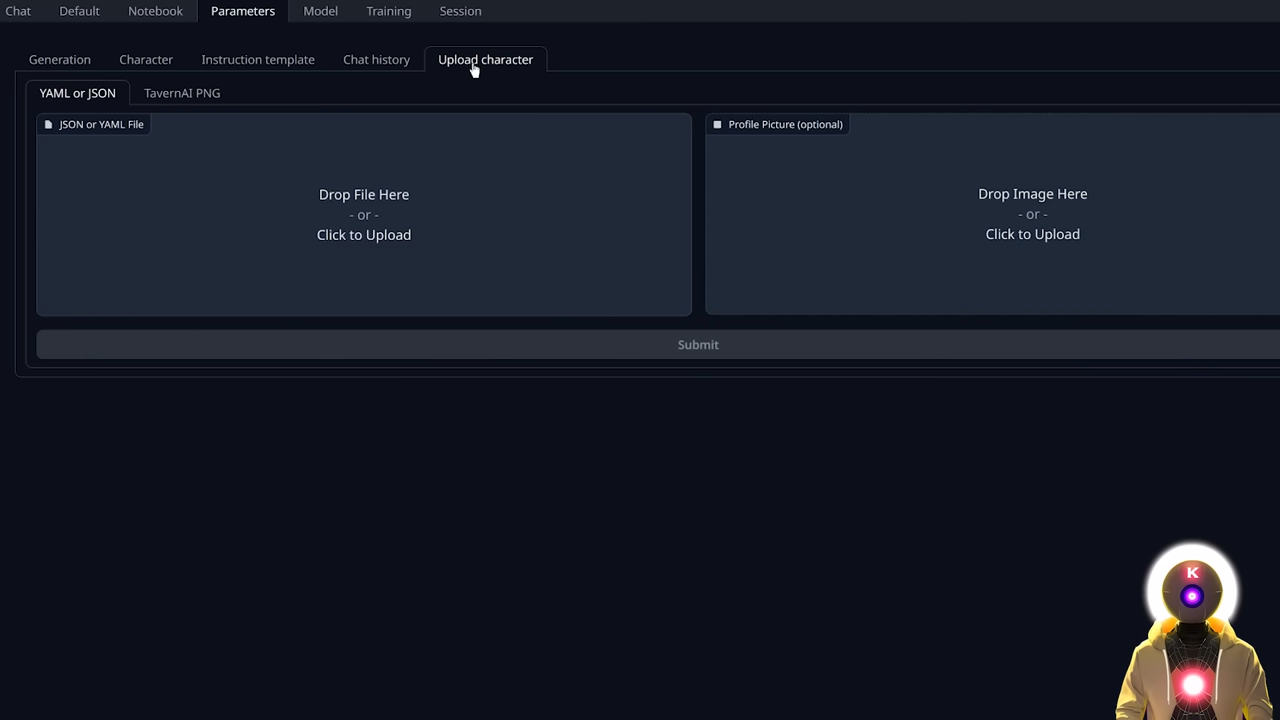 Chat Default Notebook Parameters Model Training Session
Generation Character Instruction template Chat history Upload character
YAML or JSON TavernAI PNG
JSON or YAML File
Drop File Here
- or -
Click to Upload
Profile Picture (optional)
Drop Image Here
- or -
Click to Upload
Submit
K